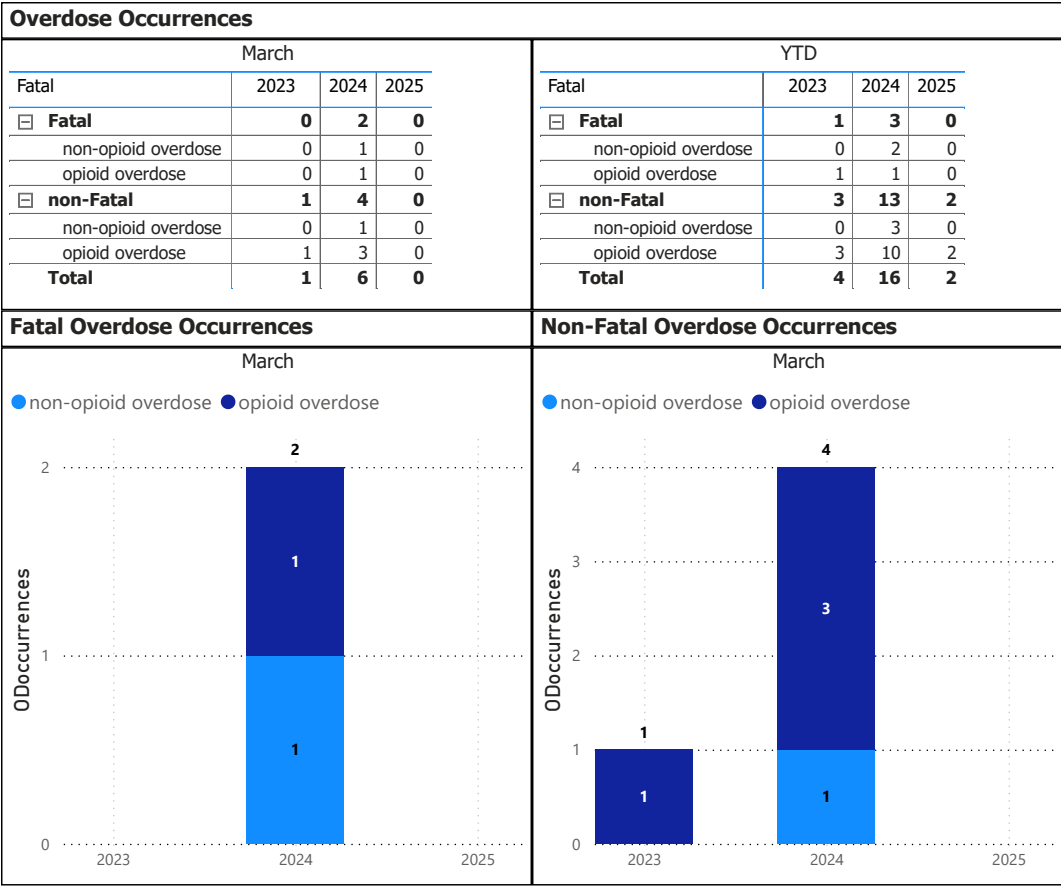 Overdose Occurrences
March
Fatal 2023 2024 2025
Fatal 0 2 0
non-opioid overdose 0 1 0
opioid overdose 0 1 0
non-Fatal 1 4 0
non-opioid overdose 0 1 0
opioid overdose 1 3 0
Total 1 6 0
YTD
Fatal 2023 2024 2025
Fatal 1 3 0
non-opioid overdose 0 2 0
opioid overdose 1 1 0
non-Fatal 3 13 2
non-opioid overdose 0 3 0
opioid overdose 3 10 2
Total 4 16 2
Fatal Overdose Occurrences
March
non-opioid overdose opioid overdose
ODoccurrences
2
2
1
1
1
0
2023 2024 2025
Non-Fatal Overdose Occurrences
March
non-opioid overdose opioid overdose
ODoccurrences
4
4
3
3
2
1
1
1
1
0
2023 2024 2025